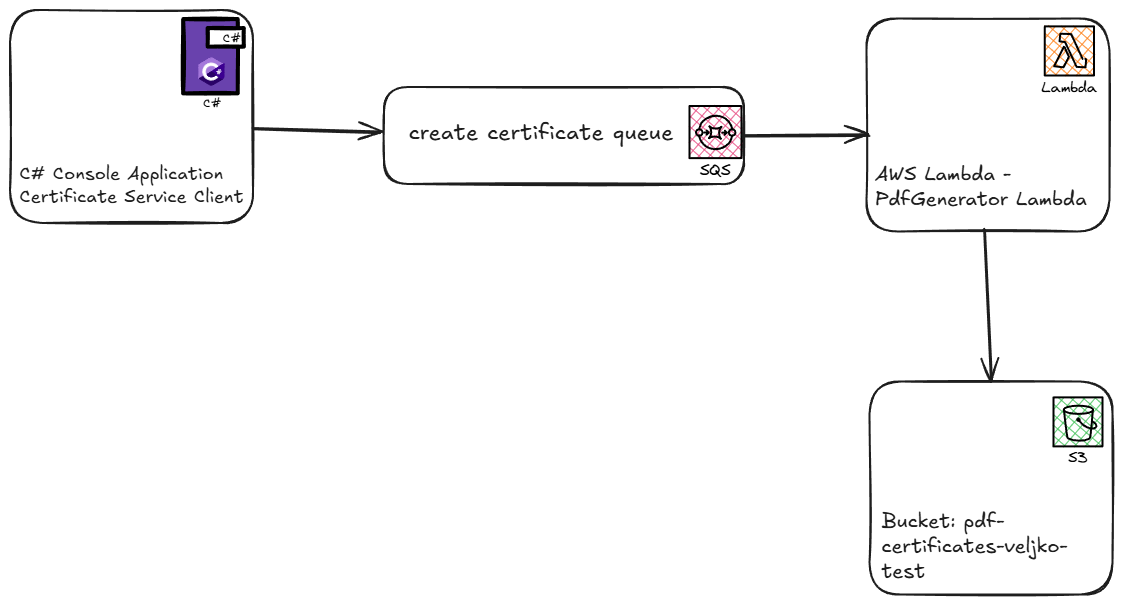 C#
C#
C# Console Application
Certificate Service Client
create certificate queue
SQS
Lambda
AWS Lambda -
PdfGenerator Lambda
S3
Bucket: pdf-
certificates-veljko-
test